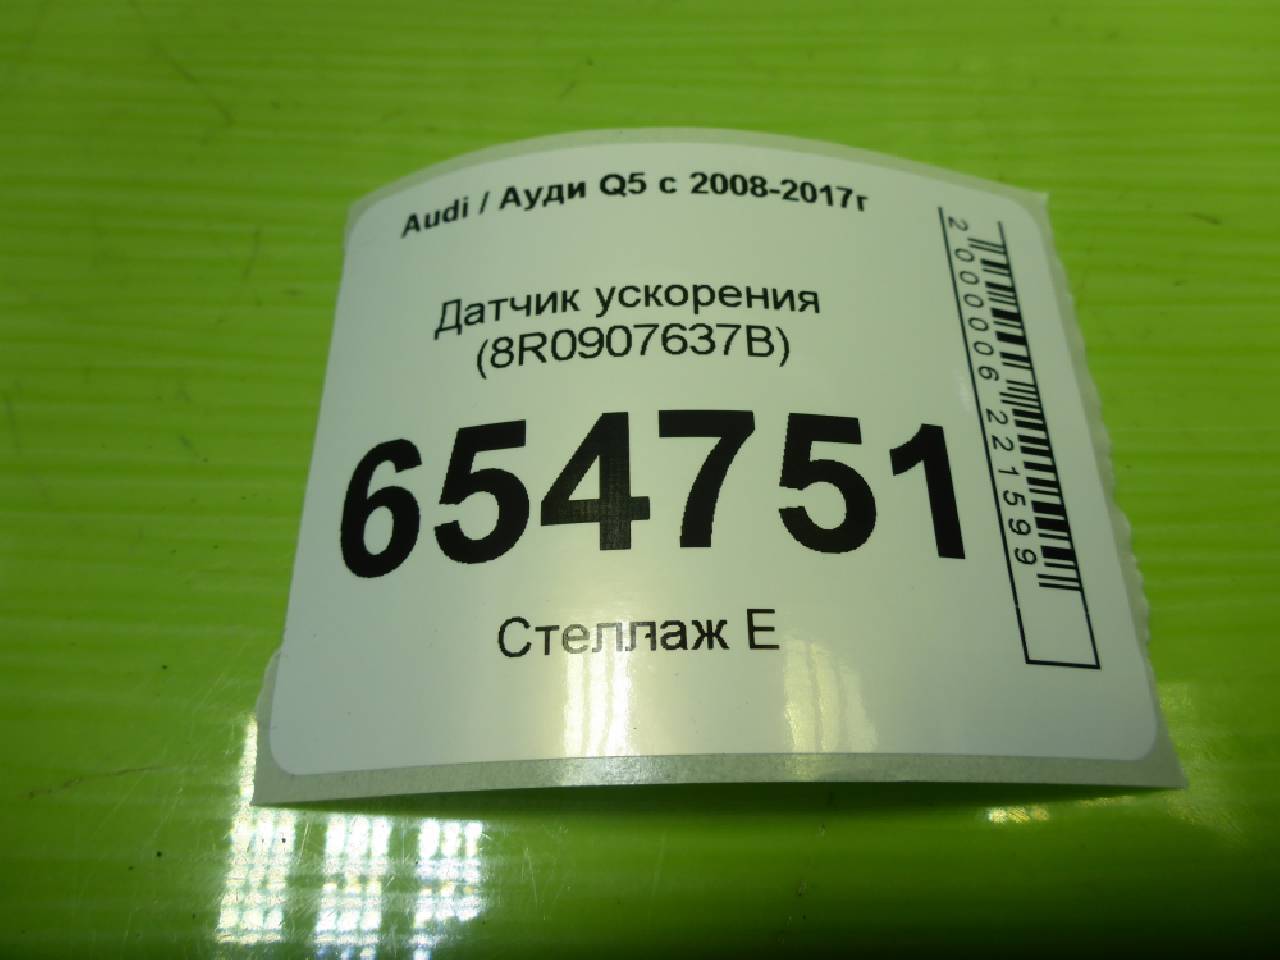 Audi / Ауди Q5 с 2008-2017г
Датчик ускорения
(8R0907637B)
654751
Стеллаж Е
2000006221599